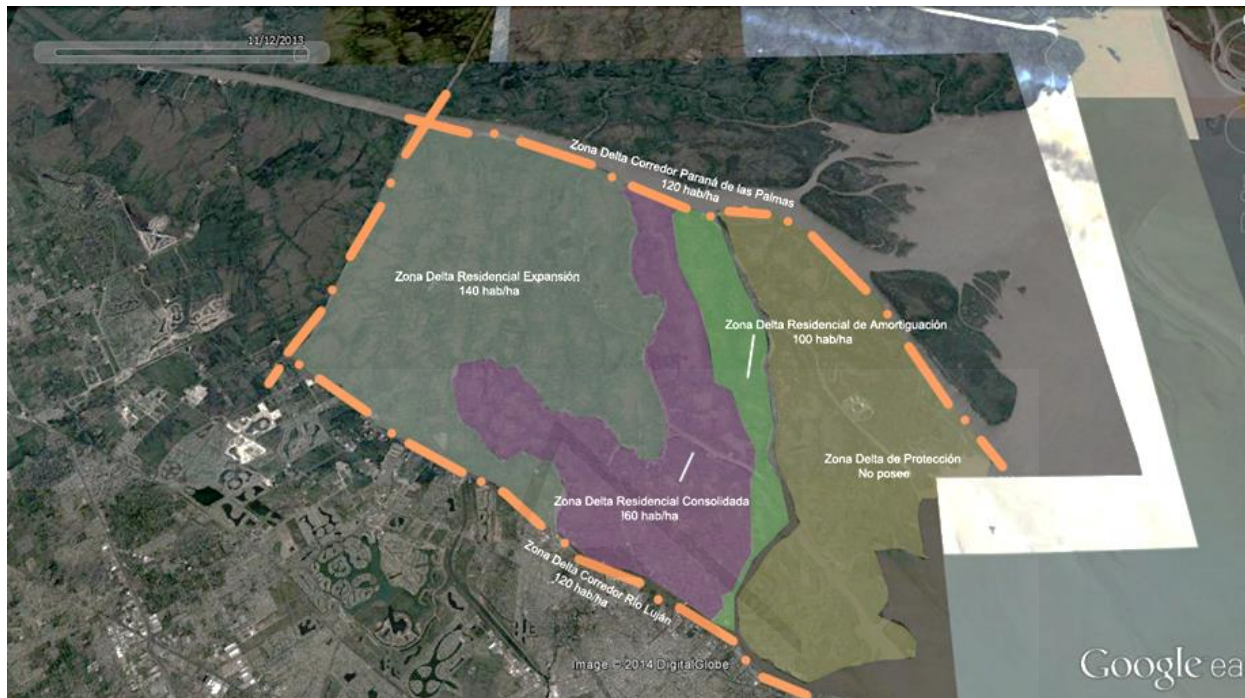 11/12/2013
Zona Delta Corredor Paraná de las Palmas
120 hab/ha
Zona Delta Residencial Expansión
140 hab/ha
Zona Delta Residencial de Amortiguación
100 hab/ha
Zona Delta de Protección
No posee
Zona Delta Residencial Consolidada
160 hab/ha
Zona Delta Corredor Río Luján
120 hab/ha
Image © 2014 DigitalGlobe
Google ea